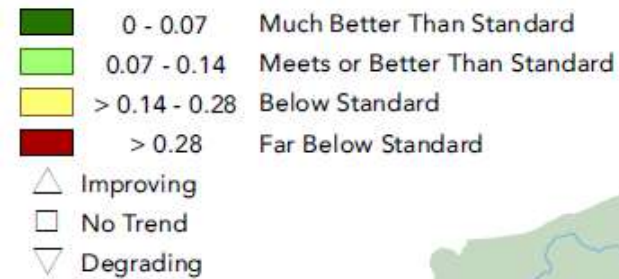 0 - 0.07 Much Better Than Standard
0.07 - 0.14 Meets or Better Than Standard
> 0.14 - 0.28 Below Standard
> 0.28 Far Below Standard
Improving
No Trend
Degrading